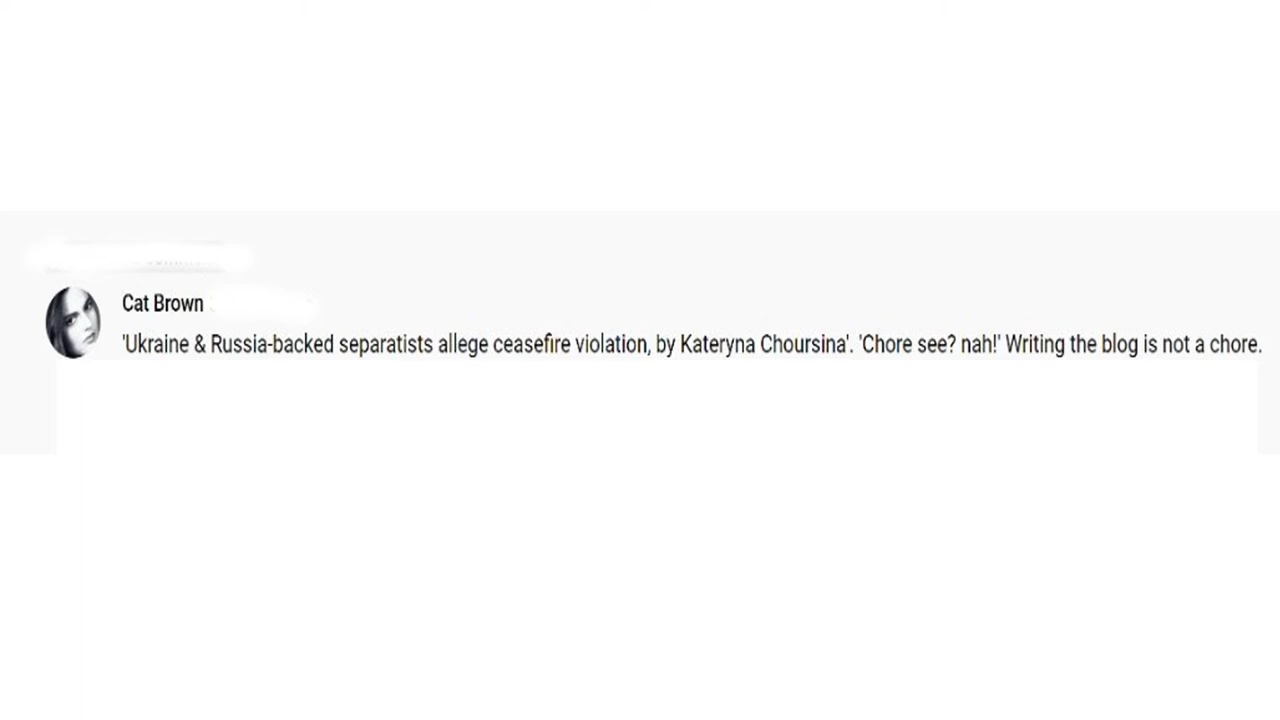 Cat Brown
'Ukraine & Russia-backed separatists allege ceasefire violation, by Kateryna Choursina'. 'Chore see? nah!' Writing the blog is not a chore.